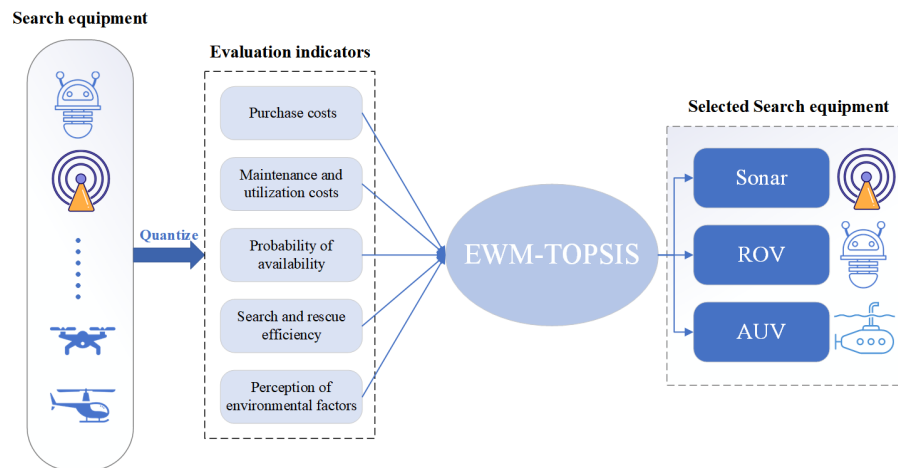 Search equipment
Quantize
Evaluation indicators
Purchase costs
Maintenance and
utilization costs
Probability of
availability
Search and rescue
efficiency
Perception of
environmental factors
EWM-TOPSIS
Selected Search equipment
Sonar
ROV
AUV